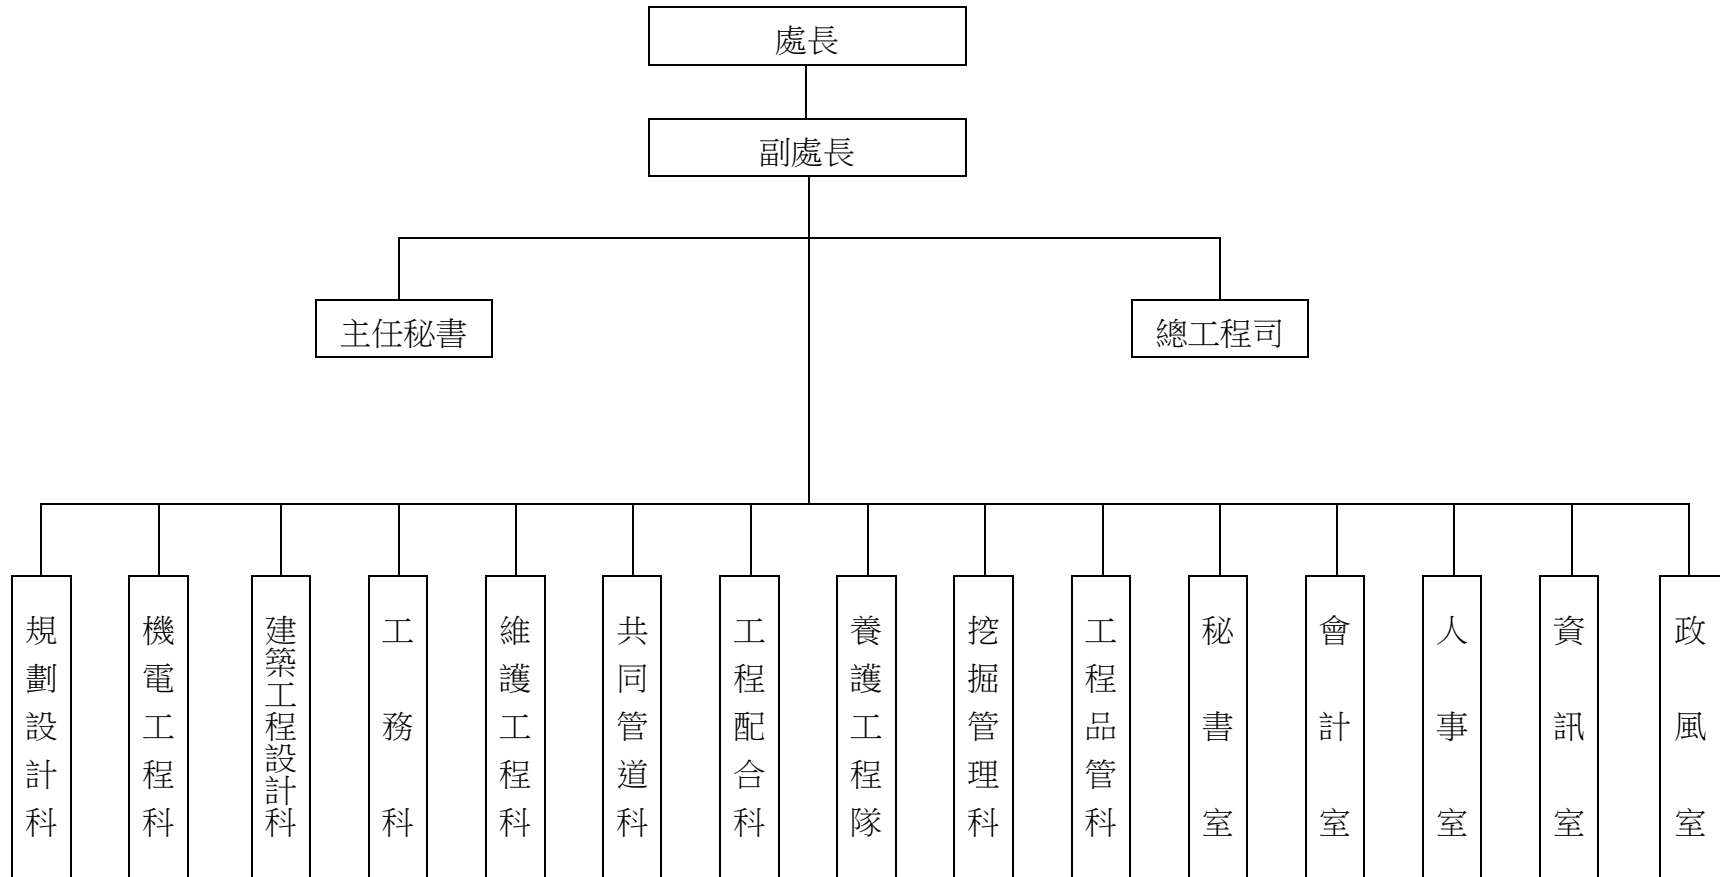 處長
副處長
主任秘書
總工程司
規劃設計科
機電工程科
建築工程設計科
工務科
維護工程科
共同管道科
工程配合科
養護工程隊
挖掘管理科
工程品管科
秘書室
會計室
人事室
資訊室
政風室